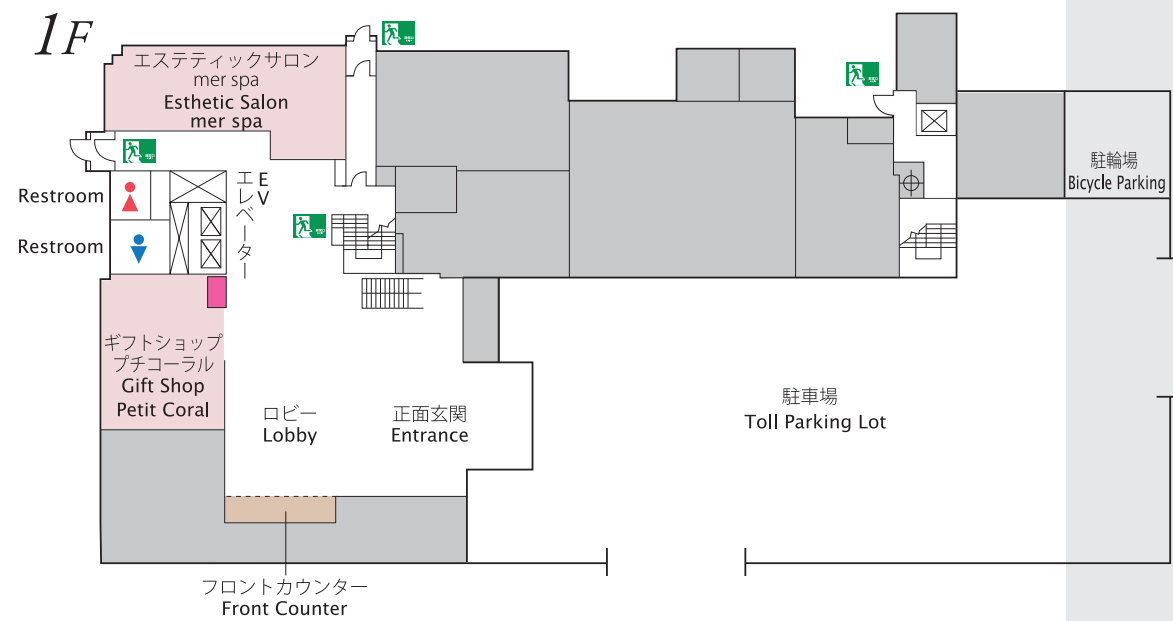 1F
エステティックサロン
mer spa
Esthetic Salon
mer spa
Restroom
Restroom
エレベーター
EV
ギフトショップ
プチコーラル
Gift Shop
Petit Coral
ロビー
Lobby
正面玄関
Entrance
駐車場
Toll Parking Lot
駐輪場
Bicycle Parking
フロントカウンター
Front Counter